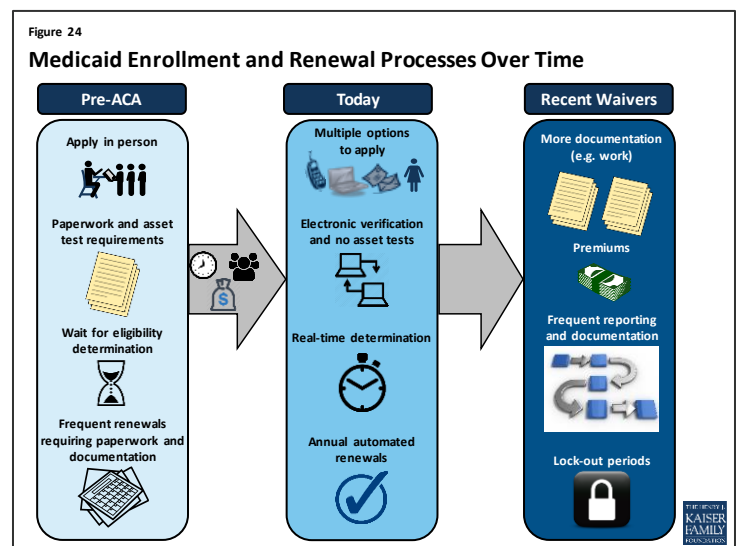 Figure 24
Medicaid Enrollment and Renewal Processes Over Time
Pre-ACA
Apply in person
Paperwork and asset
test requirements
Wait for eligibility
determination
Frequent renewals
requiring paperwork and
documentation
$
Today
Multiple options
to apply
Electronic verification
and no asset tests
Real-time determination
Annual automated
renewals
Recent Waivers
More documentation
(e.g. work)
Premiums
Frequent reporting
and documentation
Lock-out periods
THE HENRY J.
KAISER
FAMILY
FOUNDATION